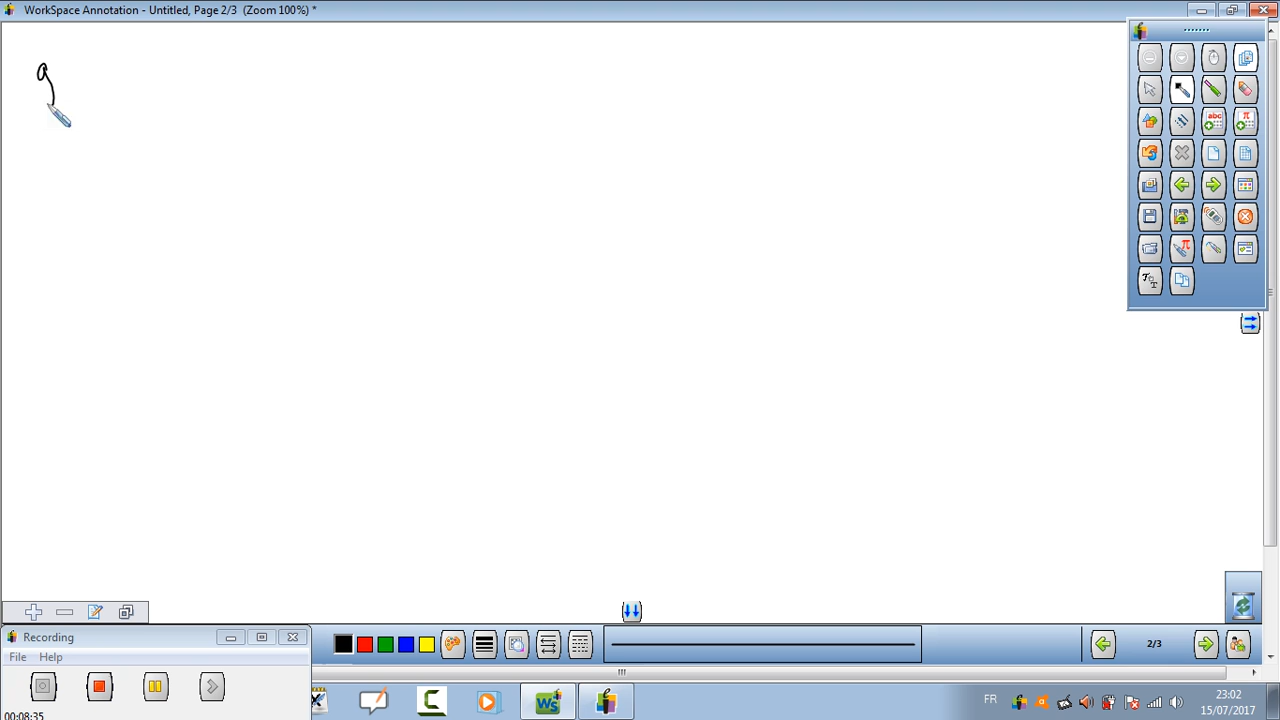 WorkSpace Annotation - Untitled, Page 2/3 (Zoom 100%) *
abc
π
π
Recording
File Help
00:08:35
2/3
FR
23:02
15/07/2017